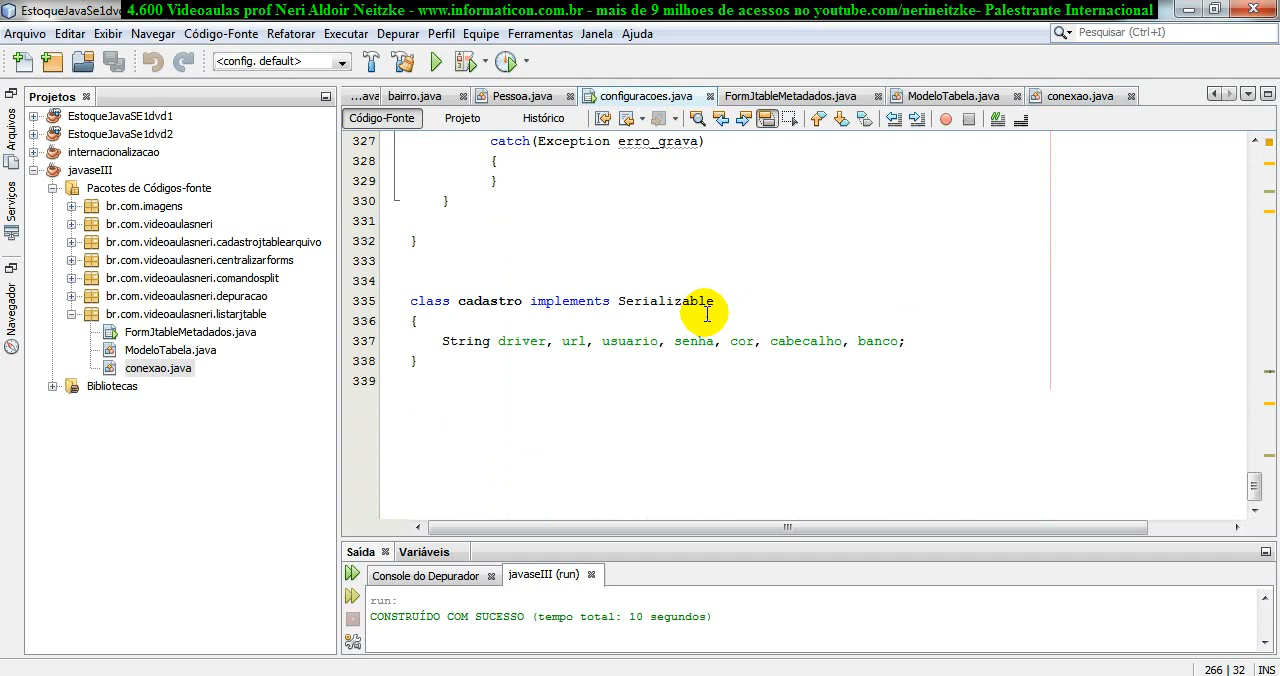 EstoqueJavaSe1dv
4.600 Videoaulas prof Neri Aldoir Neitzke - www.informaticon.com.br - mais de 9 milhoes de acessos no youtube.com/nerineitzke- Palestrante Internacional
Arquivo Editar Exibir Navegar Código-Fonte Refatorar Executar Depurar Perfil Equipe Ferramentas Janela Ajuda
Pesquisar (Ctrl+I)
<config. default>
Projetos
...ava bairro.java Pessoa.java configuracoes.java FormJtableMetadados.java ModeloTabela.java conexao.java
Código-Fonte Projeto Histórico
Arquivos
Serviços
Navegador
EstoqueJavaSE1dvd1
EstoqueJavaSe1dvd2
internacionalizacao
javaseIII
Pacotes de Códigos-fonte
br.com.imagens
br.com.videoaulasneri
br.com.videoaulasneri.cadastrojtablearquivo
br.com.videoaulasneri.centralizarforms
br.com.videoaulasneri.comandosplit
br.com.videoaulasneri.depuracao
br.com.videoaulasneri.listarjtable
FormJtableMetadados.java
ModeloTabela.java
conexao.java
Bibliotecas
327 catch(Exception erro_grava)
328 {
329 }
330 }
331
332 }
333
334
335 class cadastro implements Serializable
336 {
337 String driver, url, usuario, senha, cor, cabecalho, banco;
338 }
339
Saída Variáveis
Console do Depurador javaseIII (run)
run:
CONSTRUÍDO COM SUCESSO (tempo total: 10 segundos)
266 | 32 INS